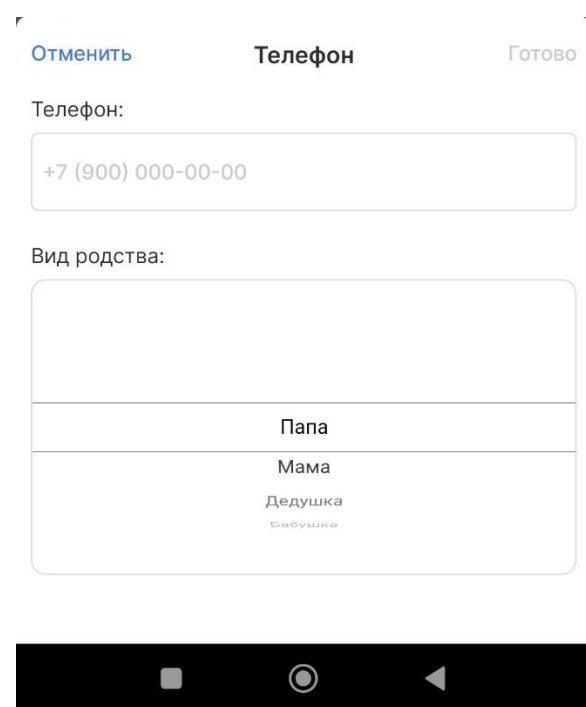 Отменить Телефон Готово
Телефон:
+7 (900) 000-00-00
Вид родства:
Папа
Мама
Дедушка
Бабушка